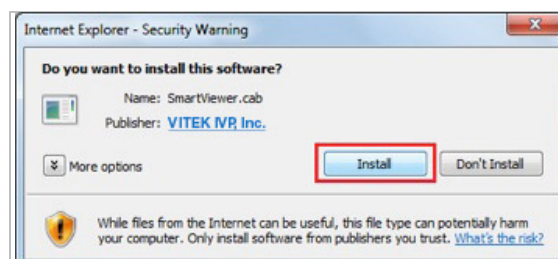 Internet Explorer - Security Warning
Do you want to install this software?
Name: SmartViewer.cab
Publisher: VITEK IVP, Inc.
More options
Install
Don't Install
While files from the Internet can be useful, this file type can potentially harm
your computer. Only install software from publishers you trust. What's the risk?